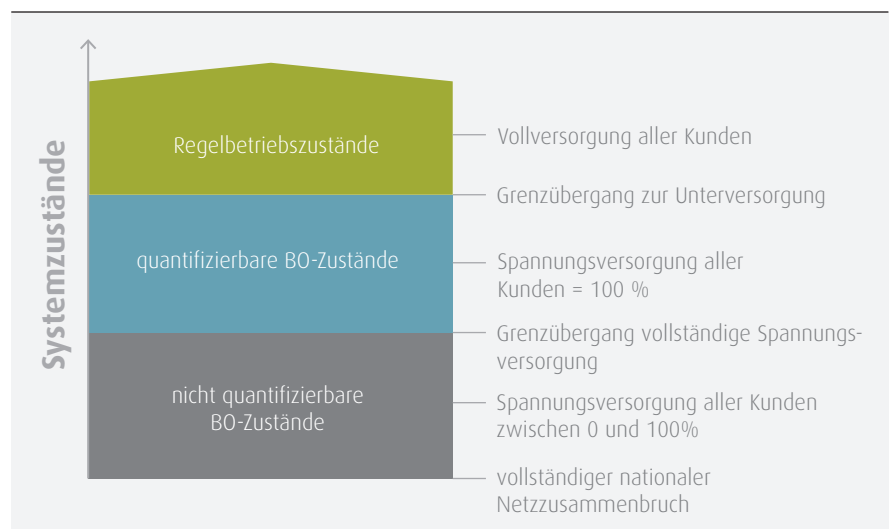 Systemzustände
Regelbetriebszustände
Vollversorgung aller Kunden
Grenzübergang zur Unterversorgung
quantifizierbare BO-Zustände
Spannungsversorgung aller
Kunden = 100 %
Grenzübergang vollständige Spannungs-
versorgung
nicht quantifizierbare
BO-Zustände
Spannungsversorgung aller Kunden
zwischen 0 und 100%
vollständiger nationaler
Netzzusammenbruch